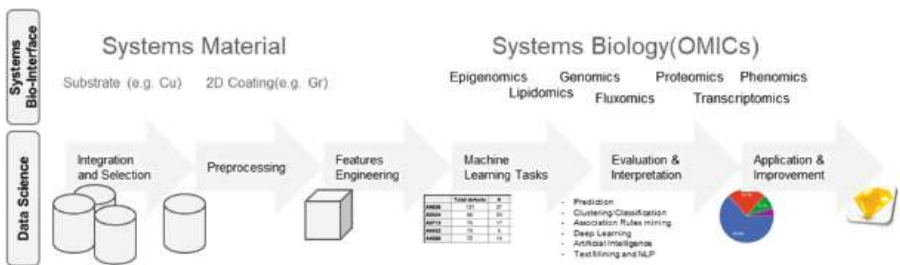 Systems
Bio-Interface
Systems Material
Systems Biology(OMICs)
Substrate (e.g. Cu)
2D Coating(e.g. Gr)
Epigenomics
Genomics
Proteomics
Phenomics
Lipidomics
Fluxomics
Transcriptomics
Data Science
Integration
and Selection
Preprocessing
Features
Engineering
Machine
Learning Tasks
Evaluation &
Interpretation
Application &
Improvement
Total defects
- Prediction
- Clustering/Classification
- Association Rules mining
- Deep Learning
- Artificial Intelligence
- Text/Mining and NLP